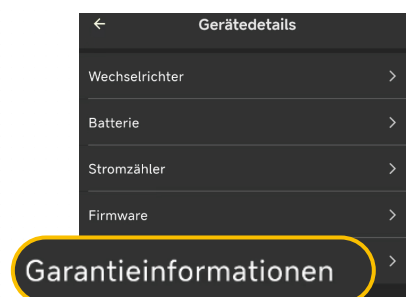 Gerätedetails
Wechselrichter
Batterie
Stromzähler
Firmware
Garantieinformationen